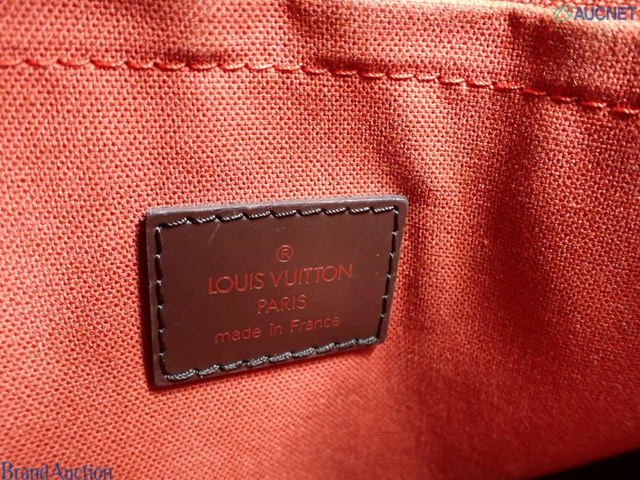 AUCNET
®
LOUIS VUITTON
PARIS
made in France
BrandAuction